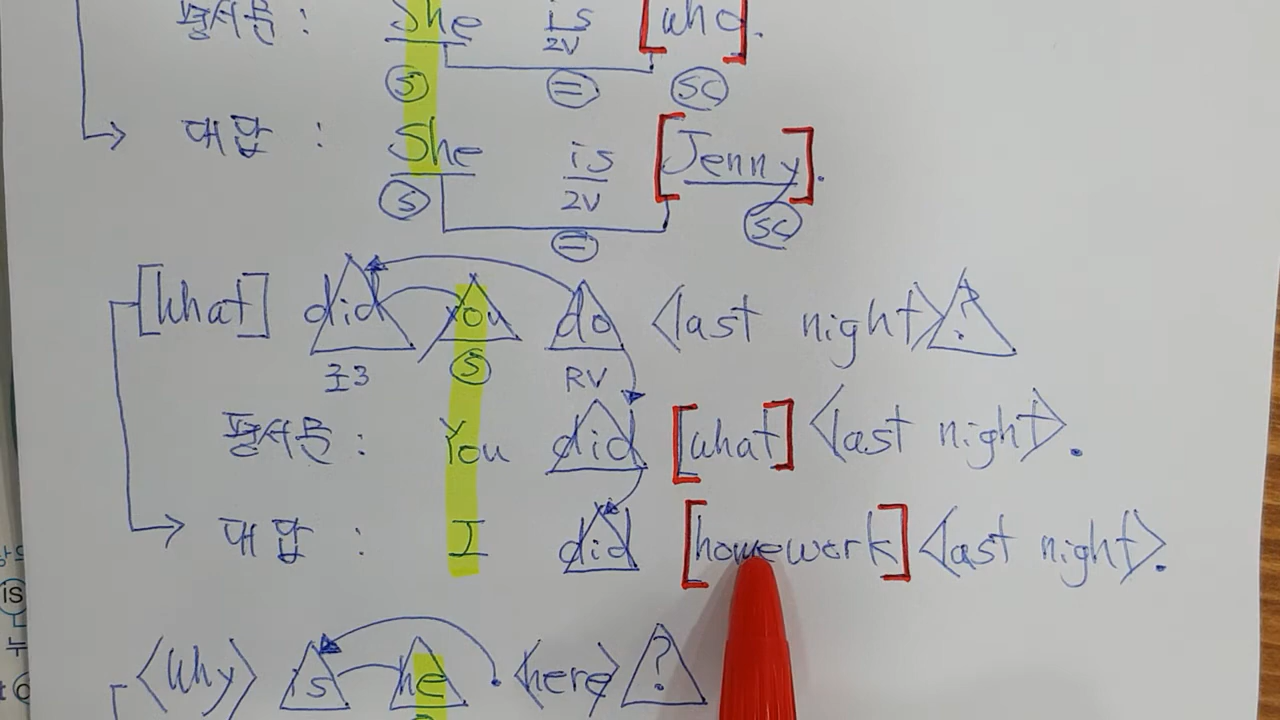 평서문 : She is [who].
2V
S = SC
대답 : She is [Jenny].
2V
S = SC
[What] did you do <last night>?
조3 S RV
평서문 : You did [what] <last night>.
대답 : I did [homework] <last night>.
<Why> is he . <here>?
IS
누